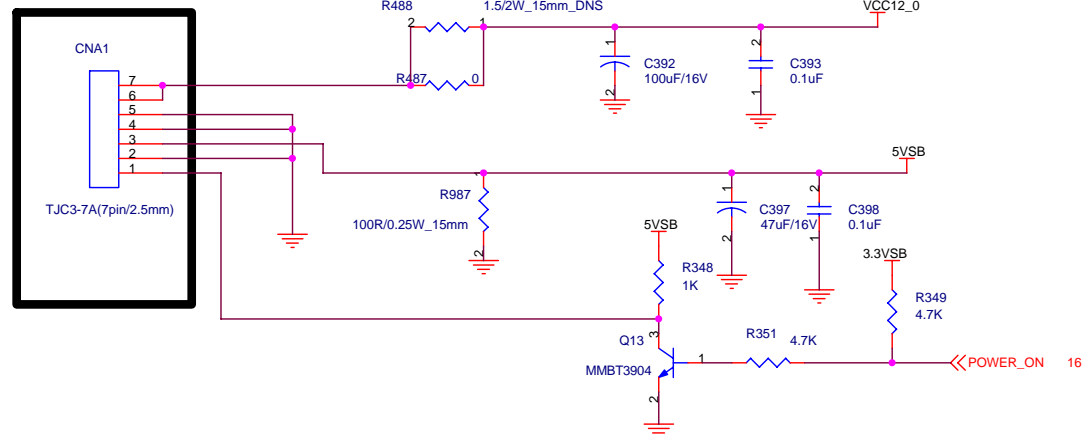 R488
1.5/2W_15mm_DNS
VCC12_0
2
1
CNA1
R487
0
1
2
C392
100uF/16V
2
1
C393
0.1uF
7
6
5
4
3
2
1
TJC3-7A(7pin/2.5mm)
5VSB
1
2
R987
100R/0.25W_15mm
1
2
C397
47uF/16V
2
1
C398
0.1uF
5VSB
R348
1K
3.3VSB
R349
4.7K
Q13
3
MMBT3904
1
2
R351
4.7K
POWER_ON
16